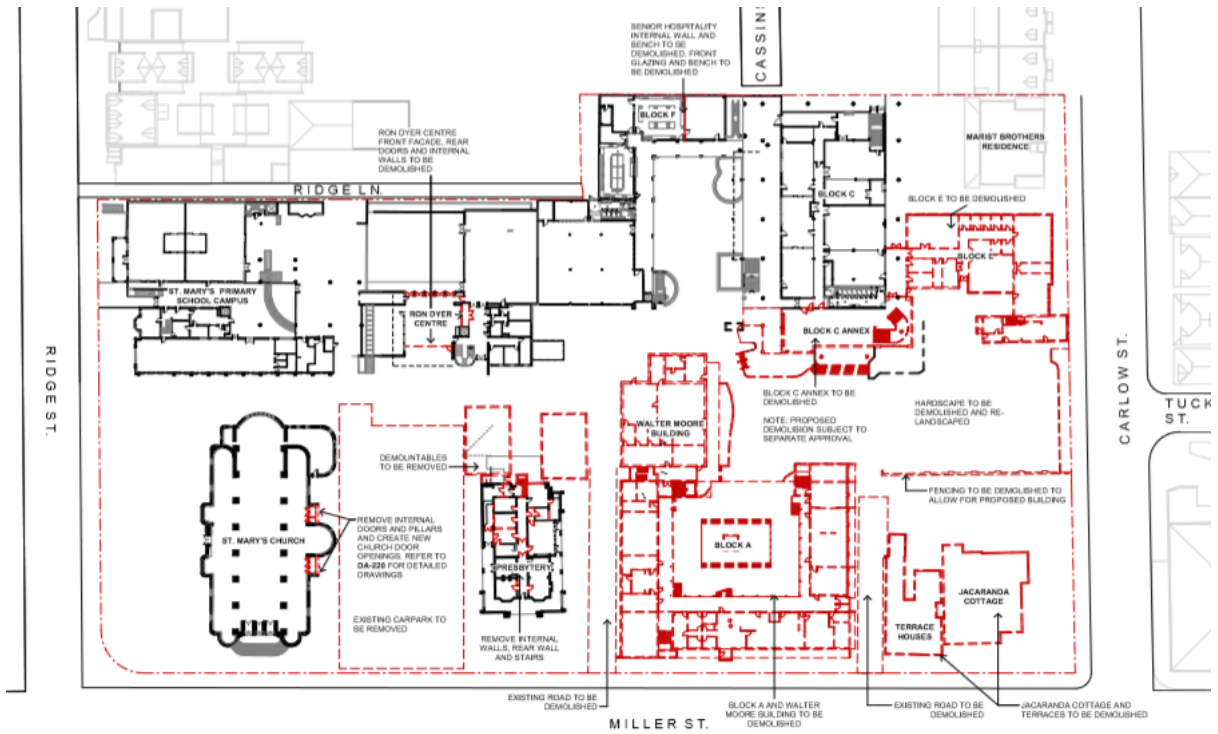 SENIOR HOSPITALITY
INTERNAL WALL AND
BENCH TO BE
DEMOLISHED. FRONT
GLAZING AND BENCH TO
BE DEMOLISHED
CASSINS
BLOCK F
RON DYER CENTRE
FRONT FACADE, REAR
DOORS AND INTERNAL
WALLS TO BE
DEMOLISHED
MARIST BROTHERS
RESIDENCE
RIDGE LN.
BLOCK C
BLOCK E TO BE DEMOLISHED
BLOCK E
ST. MARY'S PRIMARY
SCHOOL CAMPUS
RON DYER
CENTRE
BLOCK C ANNEX
RIDGE ST.
CARLOW ST.
TUCK
ST.
BLOCK C ANNEX TO BE
DEMOLISHED
NOTE: PROPOSED
DEMOLISION SUBJECT TO
SEPARATE APPROVAL
HARDSCAPE TO BE
DEMOLISHED AND RE-
LANDSCAPED
WALTER MOORE
BUILDING
DEMOUNTABLES
TO BE REMOVED
FENCING TO BE DEMOLISHED TO
ALLOW FOR PROPOSED BUILDING
REMOVE INTERNAL
DOORS AND PILLARS
AND CREATE NEW
CHURCH DOOR
OPENINGS. REFER TO
DA-220 FOR DETAILED
DRAWINGS
ST. MARY'S CHURCH
BLOCK A
PRESBYTERY
JACARANDA
COTTAGE
EXISTING CARPARK TO
BE REMOVED
TERRACE
HOUSES
REMOVE INTERNAL
WALLS, REAR WALL
AND STAIRS
EXISTING ROAD TO BE
DEMOLISHED
MILLER ST.
BLOCK A AND WALTER
MOORE BUILDING TO BE
DEMOLISHED
EXISTING ROAD TO BE
DEMOLISHED
JACARANDA COTTAGE AND
TERRACES TO BE DEMOLISHED